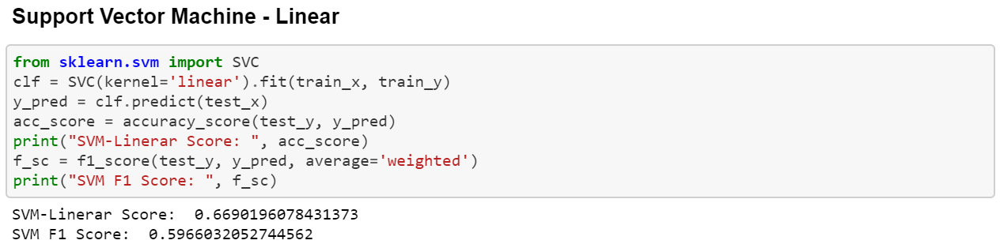 Support Vector Machine - Linear
from sklearn.svm import SVC
clf = SVC(kernel='linear').fit(train_x, train_y)
y_pred = clf.predict(test_x)
acc_score = accuracy_score(test_y, y_pred)
print("SVM-Linerar Score: ", acc_score)
f_sc = f1_score(test_y, y_pred, average='weighted')
print("SVM F1 Score: ", f_sc)
SVM-Linerar Score:  0.6690196078431373
SVM F1 Score:  0.5966032052744562